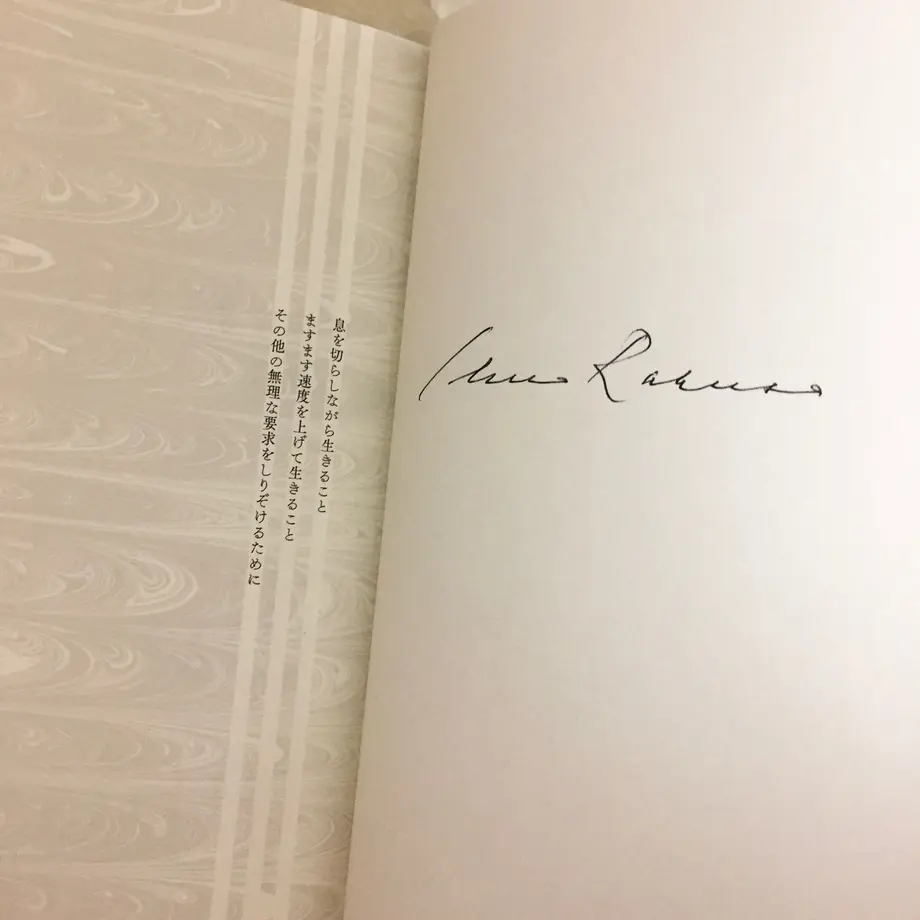 息を切らしながら生きること
ますます速度を上げて生きること
その他の無理な要求をしりぞけるために
Ilma Rakusa